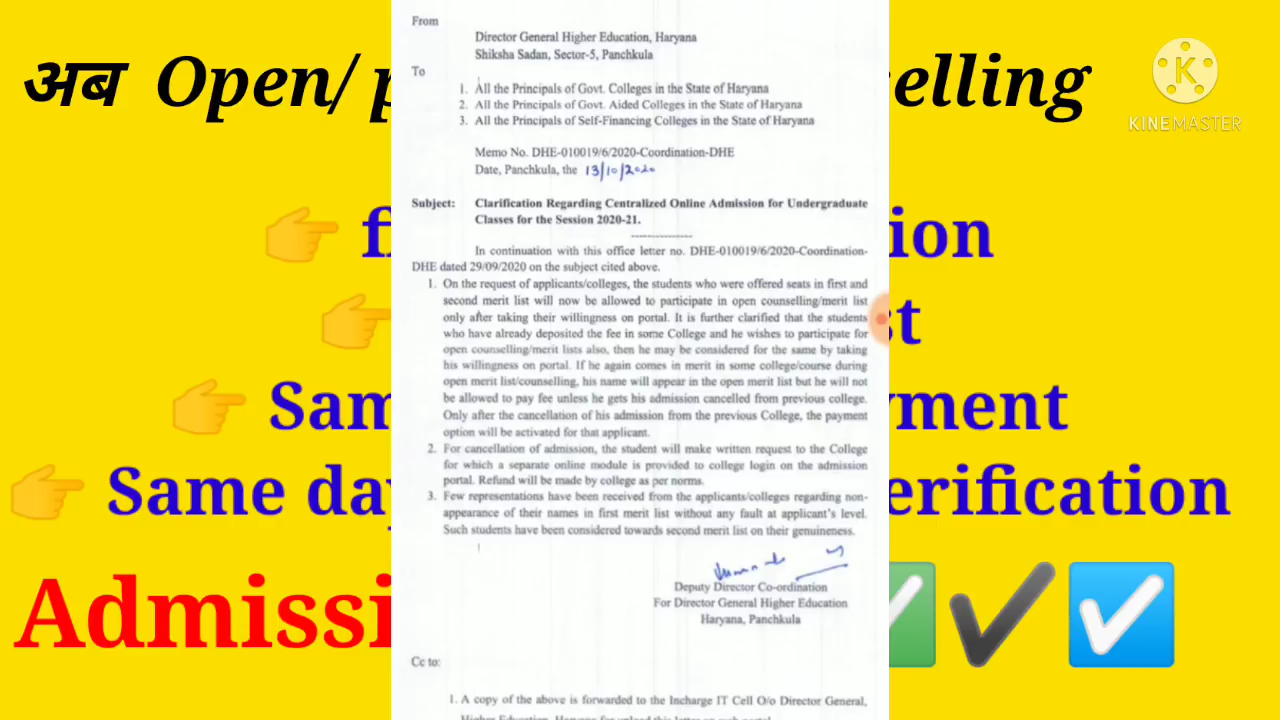 From
Director General Higher Education, Haryana
Shiksha Sadan, Sector-5, Panchkula
To
1. All the Principals of Govt. Colleges in the State of Haryana
2. All the Principals of Govt. Aided Colleges in the State of Haryana
3. All the Principals of Self-Financing Colleges in the State of Haryana
Memo No. DHE-010019/6/2020-Coordination-DHE
Date, Panchkula, the 13/10/2020
Subject: Clarification Regarding Centralized Online Admission for Undergraduate
Classes for the Session 2020-21.
In continuation with this office letter no. DHE-010019/6/2020-Coordination-
DHE dated 29/09/2020 on the subject cited above.
1. On the request of applicants/colleges, the students who were offered seats in first and
second merit list will now be allowed to participate in open counselling/merit list
only after taking their willingness on portal. It is further clarified that the students
who have already deposited the fee in some College and he wishes to participate for
open counselling/merit lists also, then he may be considered for the same by taking
his willingness on portal. If he again comes in merit in some college/course during
open merit list/counselling, his name will appear in the open merit list but he will not
be allowed to pay fee unless he gets his admission cancelled from previous college.
Only after the cancellation of his admission from the previous College, the payment
option will be activated for that applicant.
2. For cancellation of admission, the student will make written request to the College
for which a separate online module is provided to college login on the admission
portal. Refund will be made by college as per norms.
3. Few representations have been received from the applicants/colleges regarding non-
appearance of their names in first merit list without any fault at applicant's level.
Such students have been considered towards second merit list on their genuineness.
Deputy Director Co-ordination
For Director General Higher Education
Haryana, Panchkula
Cc to:
1. A copy of the above is forwarded to the Incharge IT Cell O/o Director General,
अब Open/ p elling
KINEMASTER
fi ion
st
Sam yment
Same day erification
Admissi